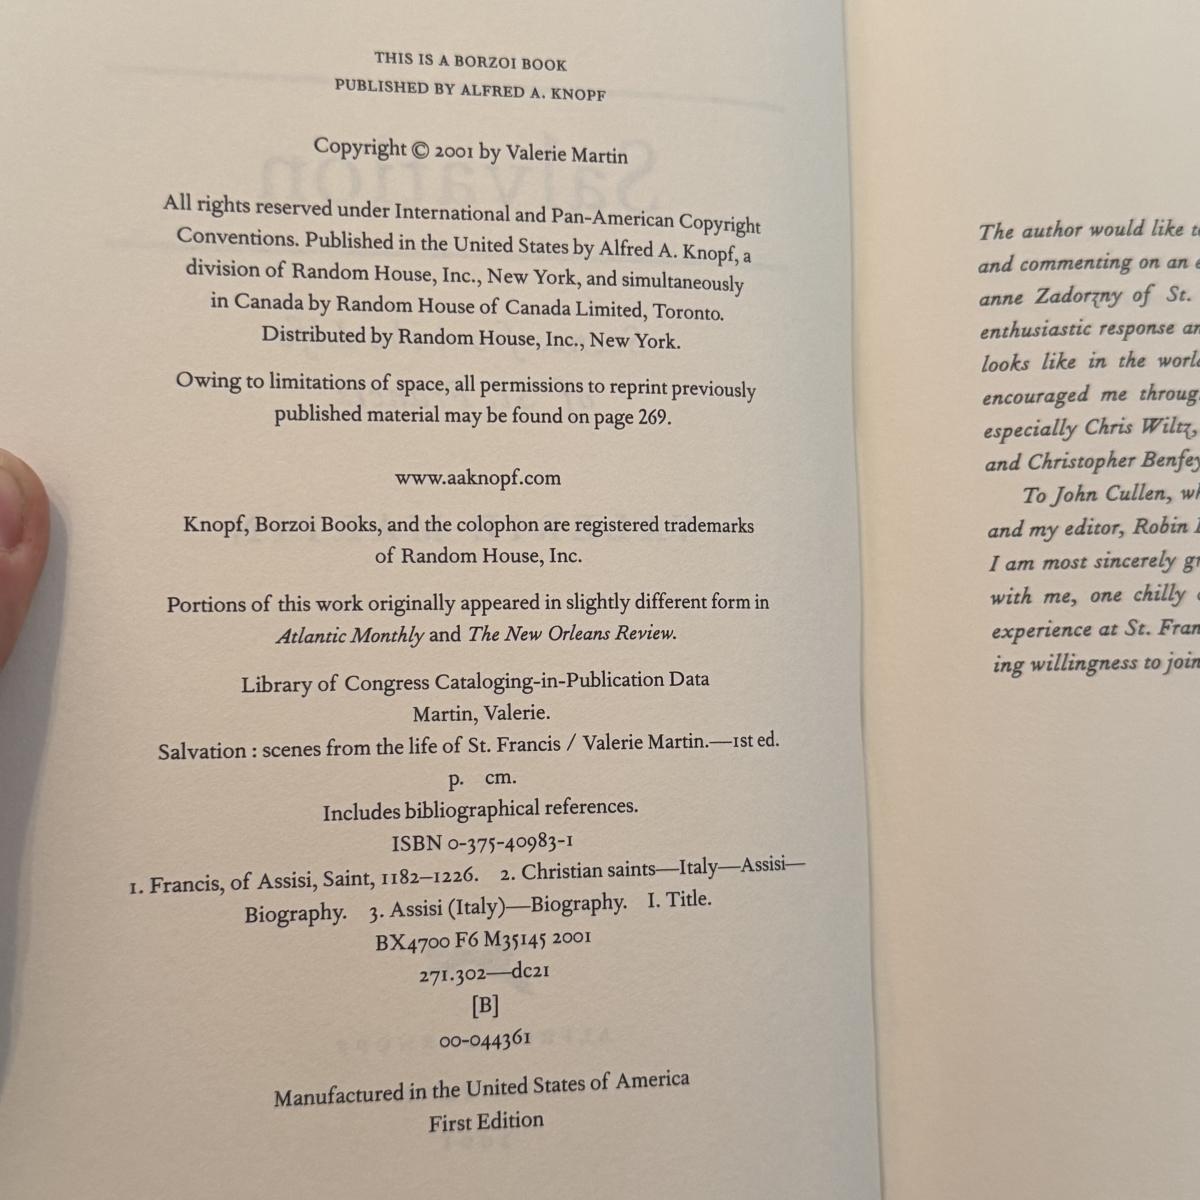 THIS IS A BORZOI BOOK
PUBLISHED BY ALFRED A. KNOPF
Copyright © 2001 by Valerie Martin
All rights reserved under International and Pan-American Copyright
Conventions. Published in the United States by Alfred A. Knopf, a
division of Random House, Inc., New York, and simultaneously
in Canada by Random House of Canada Limited, Toronto.
Distributed by Random House, Inc., New York.
Owing to limitations of space, all permissions to reprint previously
published material may be found on page 269.
www.aaknopf.com
Knopf, Borzoi Books, and the colophon are registered trademarks
of Random House, Inc.
Portions of this work originally appeared in slightly different form in
Atlantic Monthly and The New Orleans Review.
Library of Congress Cataloging-in-Publication Data
Martin, Valerie.
Salvation : scenes from the life of St. Francis / Valerie Martin.—1st ed.
p. cm.
Includes bibliographical references.
ISBN 0-375-40983-1
1. Francis, of Assisi, Saint, 1182–1226. 2. Christian saints—Italy—Assisi—
Biography. 3. Assisi (Italy)—Biography. I. Title.
BX4700 F6 M35145 2001
271.302—dc21
[B]
00-044361
Manufactured in the United States of America
First Edition
The author would like
and commenting on an
anne Zadorzny of St.
enthusiastic response
looks like in the
encouraged me
especially Chris Wiltz,
and Christopher
To John Cullen,
and my editor, Robin
I am most sincerely
with me, one chilly
experience at St.
ing willingness to